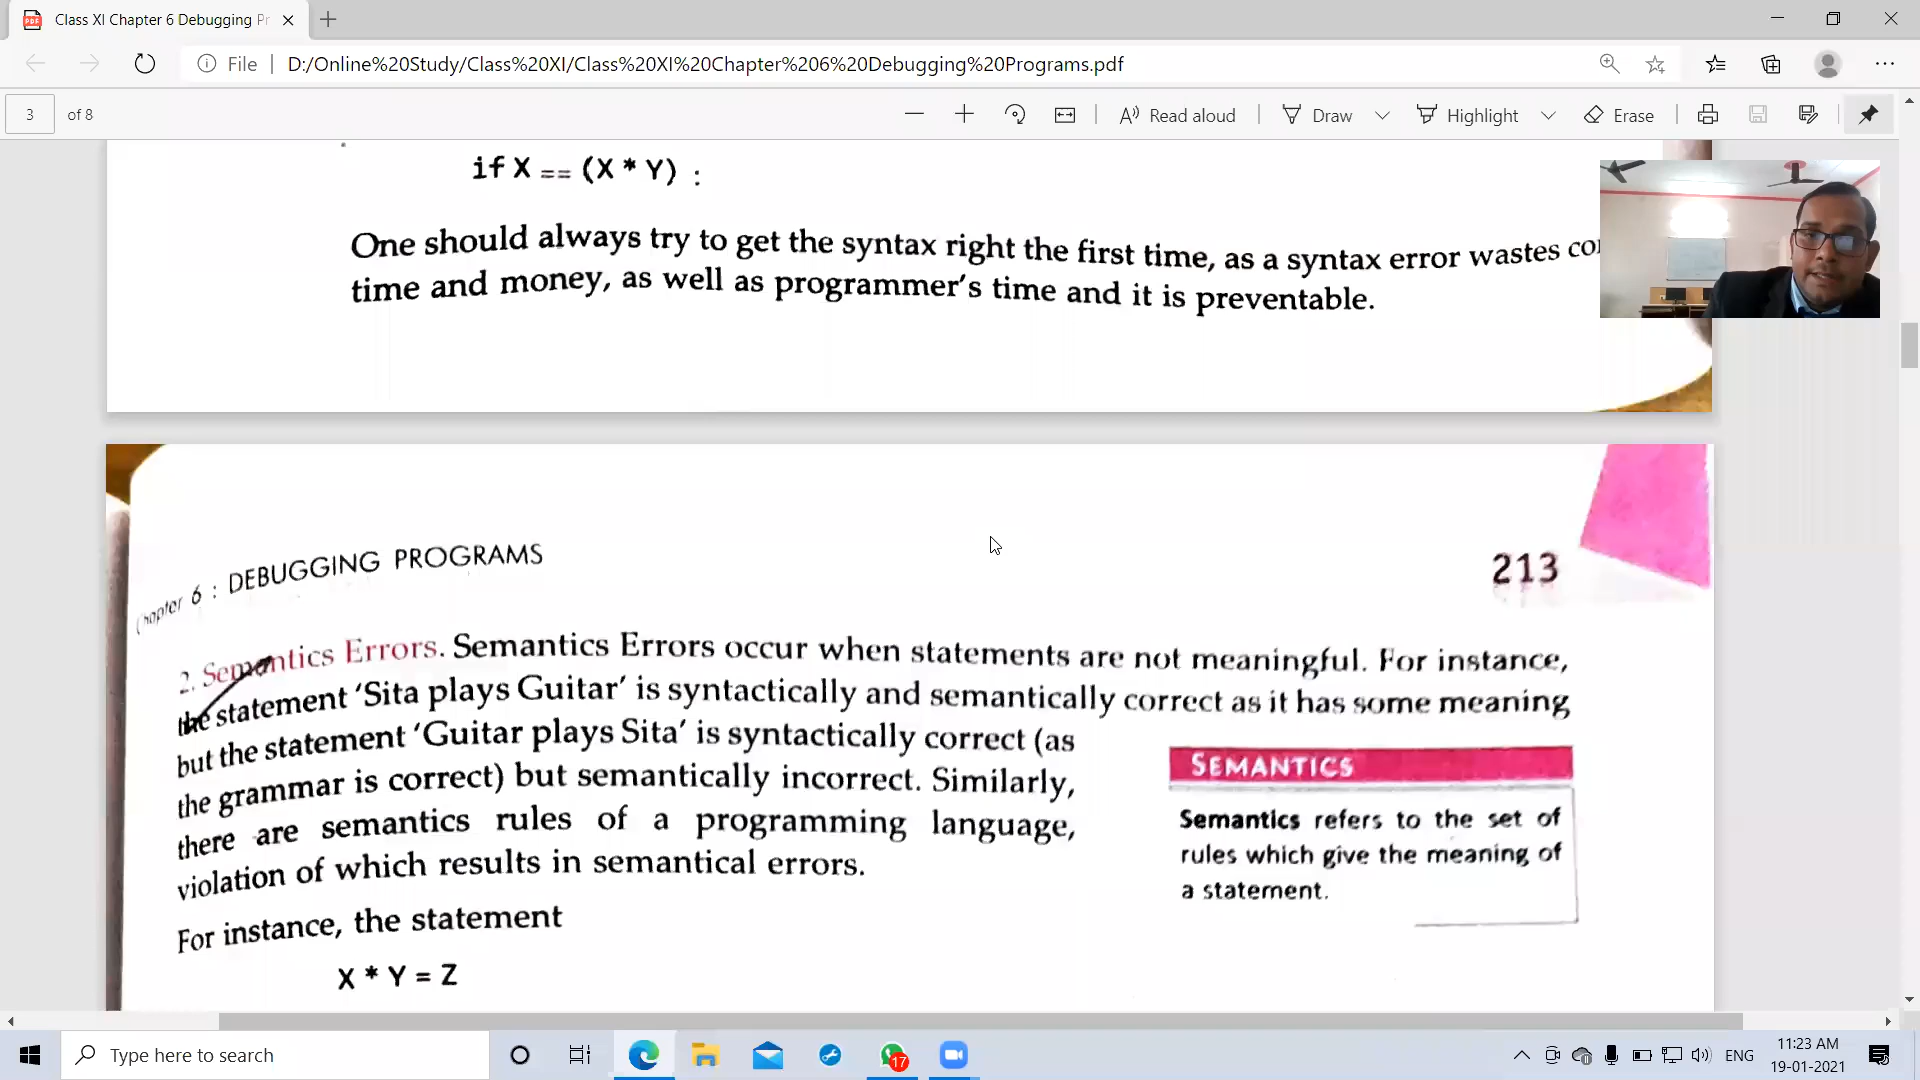 Class XI Chapter 6 Debugging Pr
File
D:/Online%20Study/Class%20XI/Class%20XI%20Chapter%206%20Debugging%20Programs.pdf
3 of 8
Read aloud
Draw
Highlight
Erase
if X == (X * Y) :
One should always try to get the syntax right the first time, as a syntax error wastes
time and money, as well as programmer's time and it is preventable.
Chapter 6 : DEBUGGING PROGRAMS
213
2. Semantics Errors. Semantics Errors occur when statements are not meaningful. For instance,
the statement 'Sita plays Guitar' is syntactically and semantically correct as it has some meaning
but the statement 'Guitar plays Sita' is syntactically correct (as
the grammar is correct) but semantically incorrect. Similarly,
there are semantics rules of a programming language,
violation of which results in semantical errors.
SEMANTICS
Semantics refers to the set of
rules which give the meaning of
a statement.
For instance, the statement
X * Y = Z
Type here to search
17
ENG
11:23 AM
19-01-2021